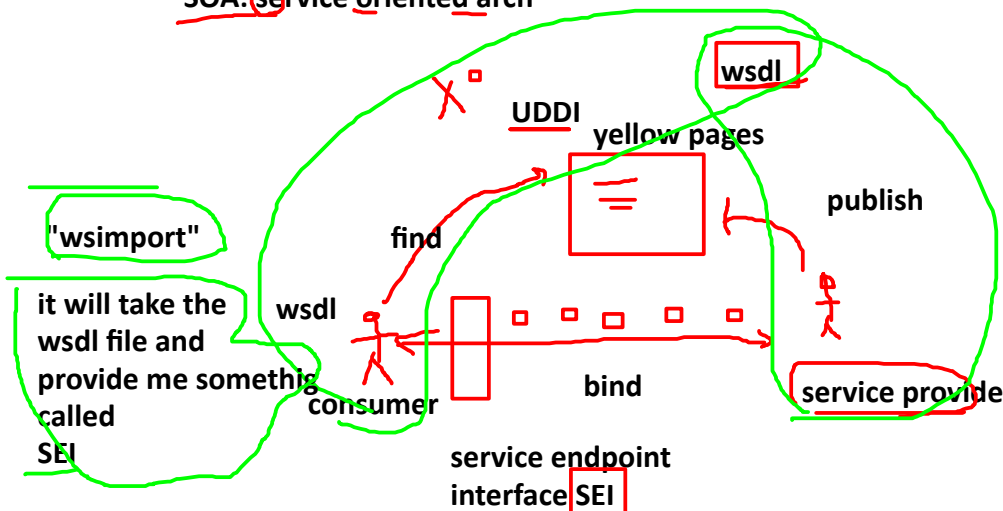 SOA: service oriented arch
wsdl
UDDI
yellow pages
publish
"wsimport"
find
it will take the
wsdl file and
provide me somethig
called
SEI
wsdl
consumer
bind
service provide
service endpoint
interface SEI